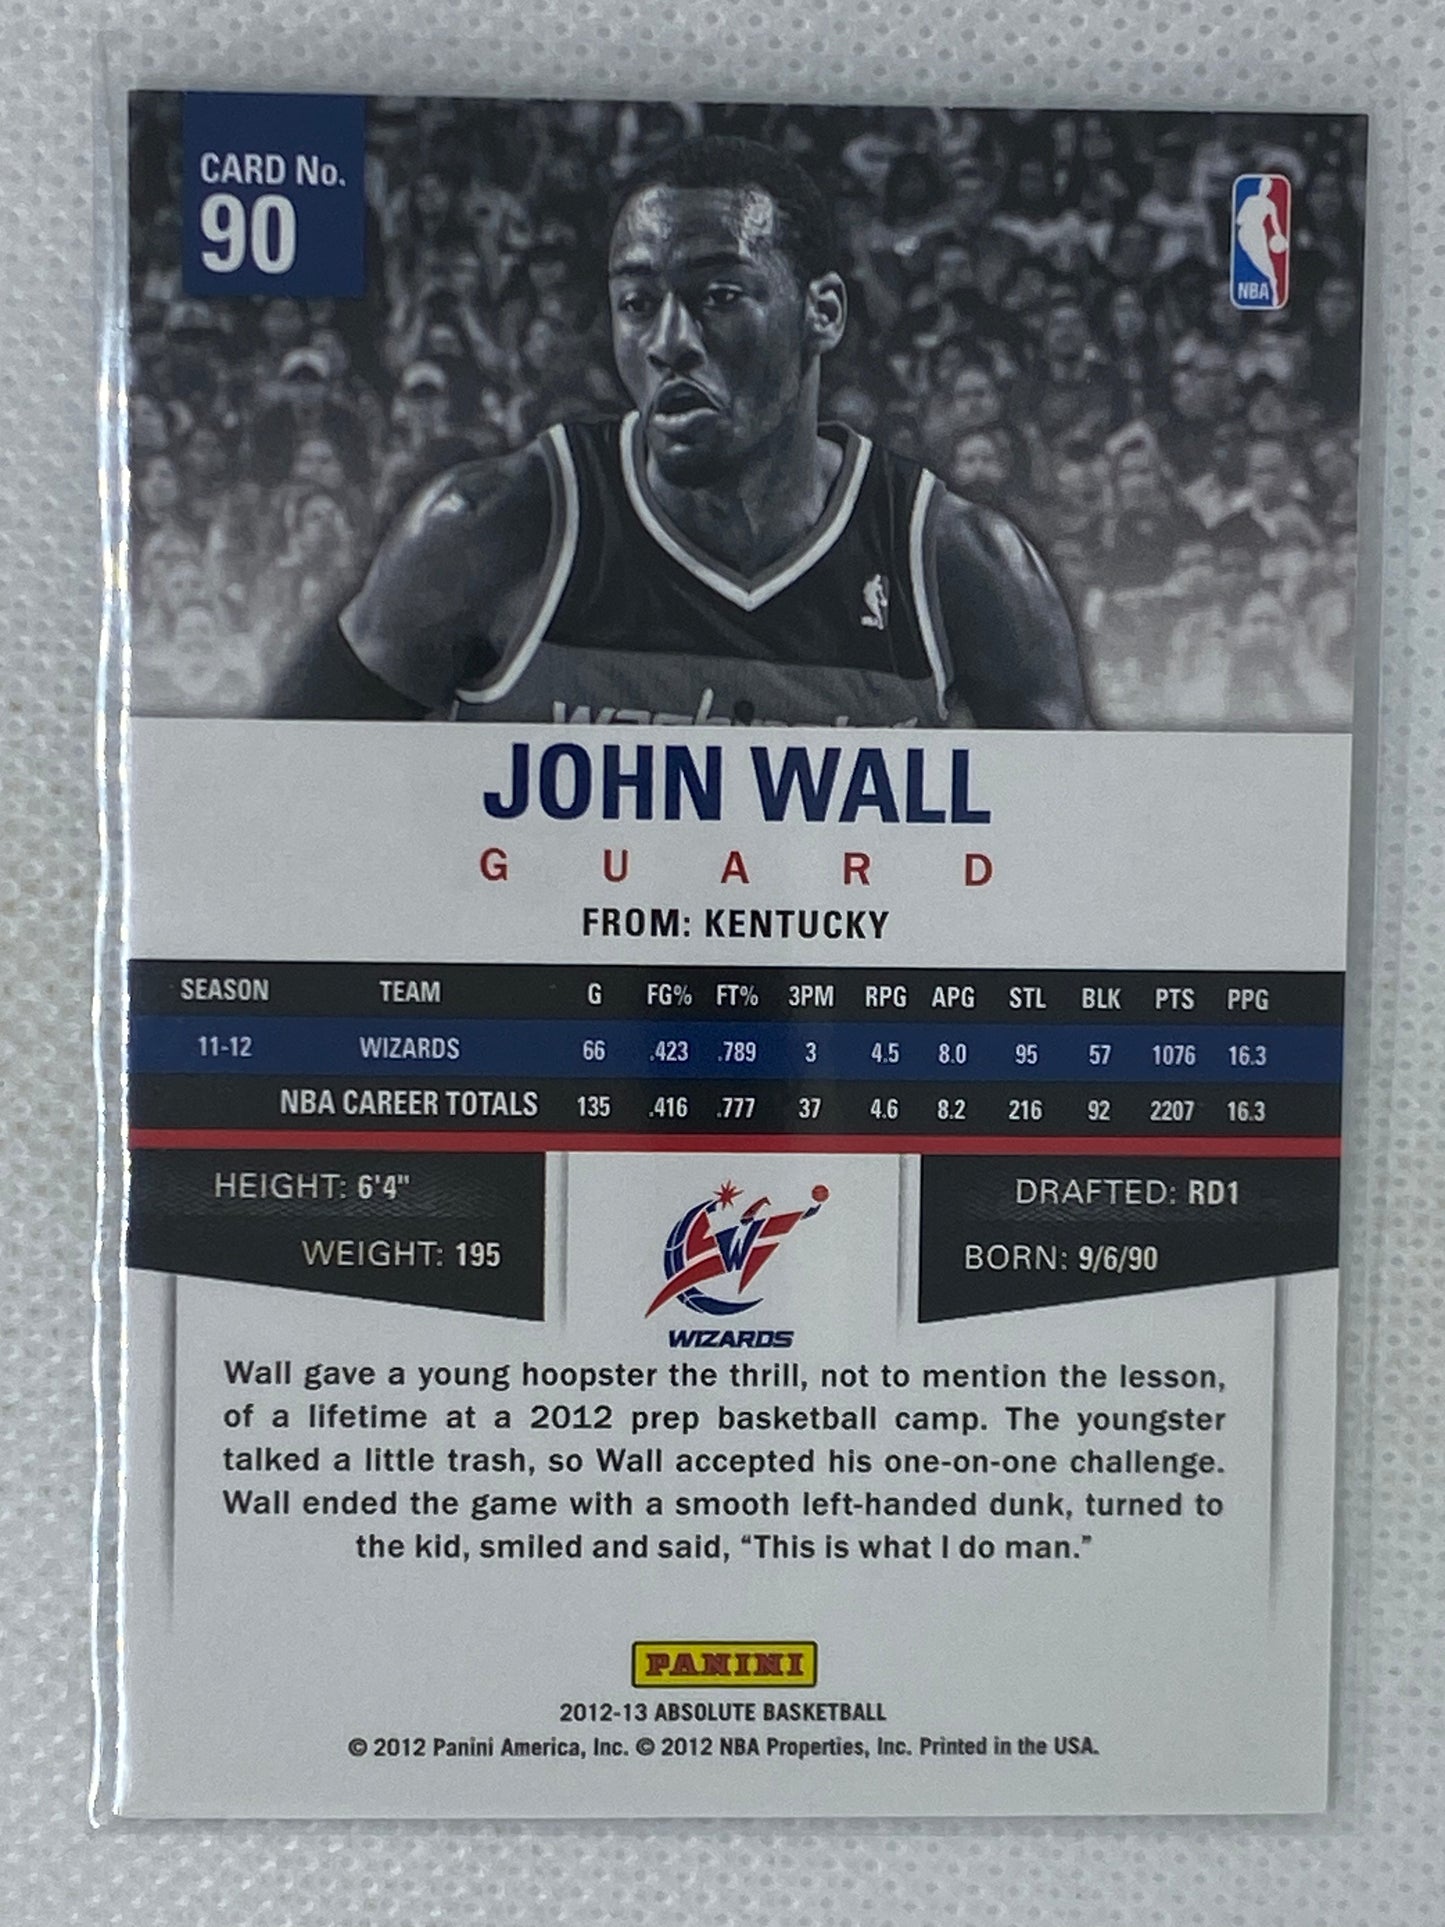 CARD No.
90
NBA
JOHN WALL
GUARD
FROM: KENTUCKY
SEASON TEAM G FG% FT% 3PM RPG APG STL BLK PTS PPG
11-12 WIZARDS 66 .423 .789 3 4.5 8.0 95 57 1076 16.3
NBA CAREER TOTALS 135 .416 .777 37 4.6 8.2 216 92 2207 16.3
HEIGHT: 6'4"
WEIGHT: 195
DRAFTED: RD1
BORN: 9/6/90
WIZARDS
Wall gave a young hoopster the thrill, not to mention the lesson,
of a lifetime at a 2012 prep basketball camp. The youngster
talked a little trash, so Wall accepted his one-on-one challenge.
Wall ended the game with a smooth left-handed dunk, turned to
the kid, smiled and said, “This is what I do man.”
PANINI
2012-13 ABSOLUTE BASKETBALL
© 2012 Panini America, Inc. © 2012 NBA Properties, Inc. Printed in the USA.